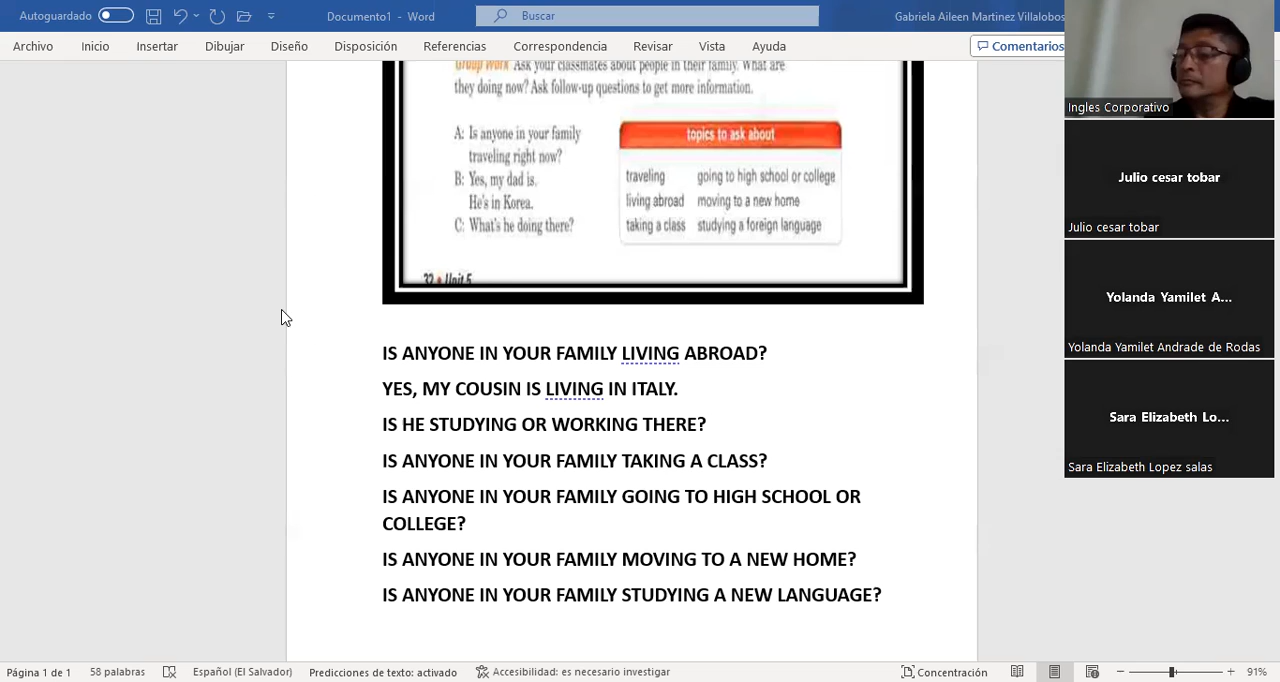 Autoguardado
Documento1 - Word
Buscar
Gabriela Aileen Martinez Villalobos
Archivo Inicio Insertar Dibujar Diseño Disposición Referencias Correspondencia Revisar Vista Ayuda
Comentarios
Group Work Ask your classmates about people in their family. What are
they doing now? Ask follow-up questions to get more information.
A: Is anyone in your family
traveling right now?
B: Yes, my dad is.
He's in Korea.
C: What's he doing there?
topics to ask about
traveling going to high school or college
living abroad moving to a new home
taking a class studying a foreign language
32 • Unit 5
IS ANYONE IN YOUR FAMILY LIVING ABROAD?
YES, MY COUSIN IS LIVING IN ITALY.
IS HE STUDYING OR WORKING THERE?
IS ANYONE IN YOUR FAMILY TAKING A CLASS?
IS ANYONE IN YOUR FAMILY GOING TO HIGH SCHOOL OR
COLLEGE?
IS ANYONE IN YOUR FAMILY MOVING TO A NEW HOME?
IS ANYONE IN YOUR FAMILY STUDYING A NEW LANGUAGE?
Ingles Corporativo
Julio cesar tobar
Julio cesar tobar
Yolanda Yamilet A...
Yolanda Yamilet Andrade de Rodas
Sara Elizabeth Lo...
Sara Elizabeth Lopez salas
Página 1 de 1 58 palabras Español (El Salvador) Predicciones de texto: activado Accesibilidad: es necesario investigar Concentración 91%